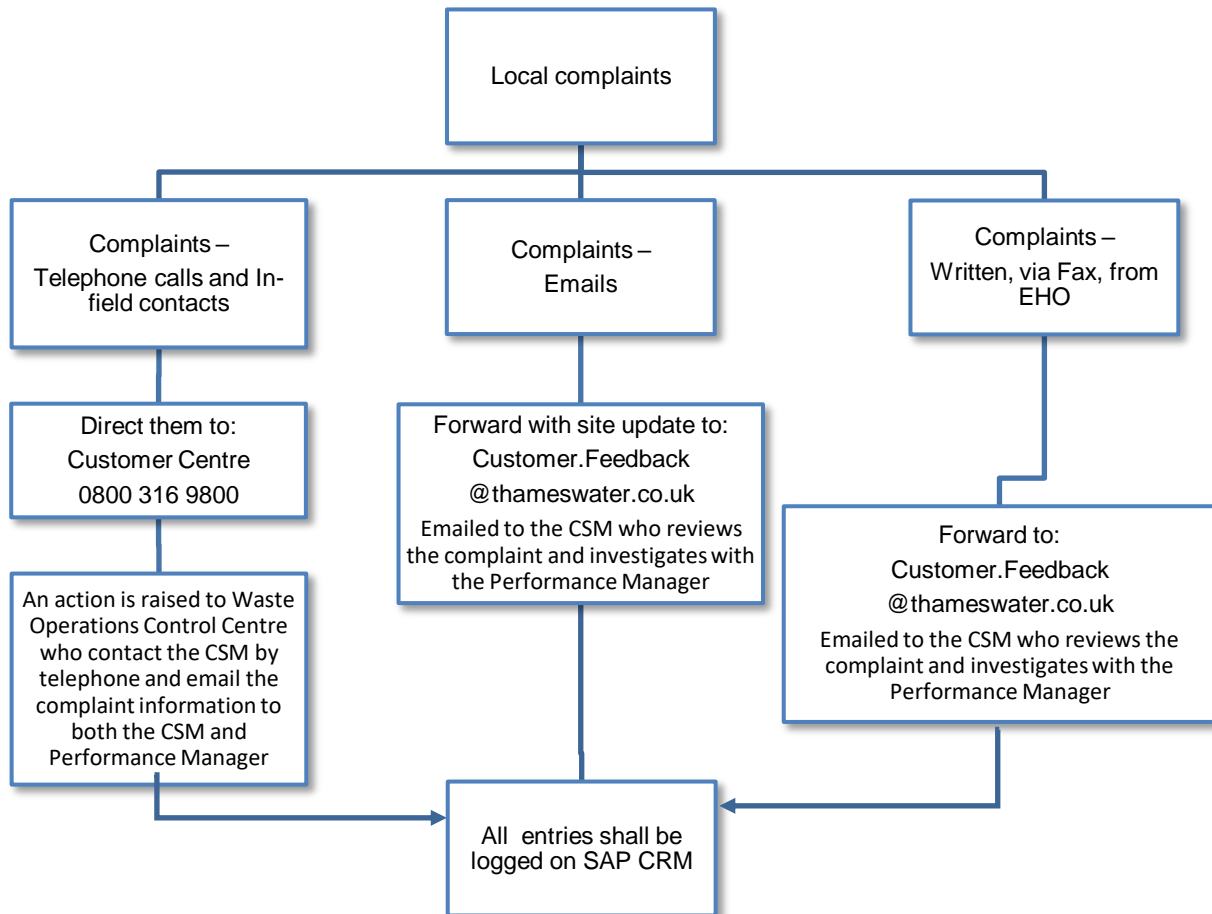 Local complaints
Complaints –
Telephone calls and In-
field contacts
Complaints –
Emails
Complaints –
Written, via Fax, from
EHO
Direct them to:
Customer Centre
0800 316 9800
Forward with site update to:
Customer.Feedback
@thameswater.co.uk
Emailed to the CSM who reviews
the complaint and investigates with
the Performance Manager
Forward to:
Customer.Feedback
@thameswater.co.uk
Emailed to the CSM who reviews the
complaint and investigates with the
Performance Manager
An action is raised to Waste
Operations Control Centre
who contact the CSM by
telephone and email the
complaint information to
both the CSM and
Performance Manager
All entries shall be
logged on SAP CRM